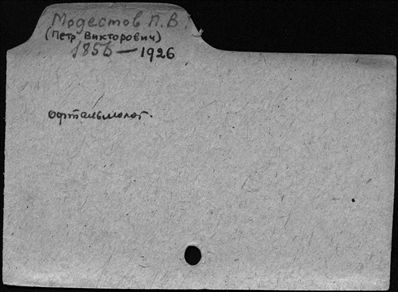 Модестов П. В.
(Петр Викторович)
1856 — 1926
офтальмолог.